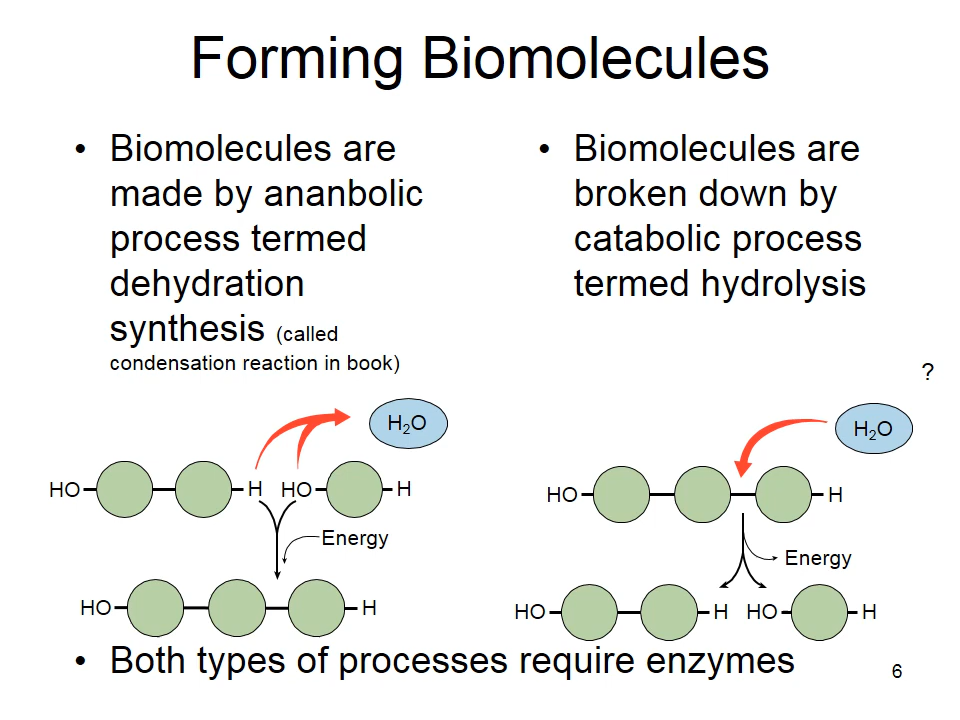 Forming Biomolecules
• Biomolecules are
made by ananbolic
process termed
dehydration
synthesis (called
condensation reaction in book)
• Biomolecules are
broken down by
catabolic process
termed hydrolysis
?
H₂O
HO H HO H
Energy
HO H
H₂O
HO H
Energy
HO H HO H
• Both types of processes require enzymes
6